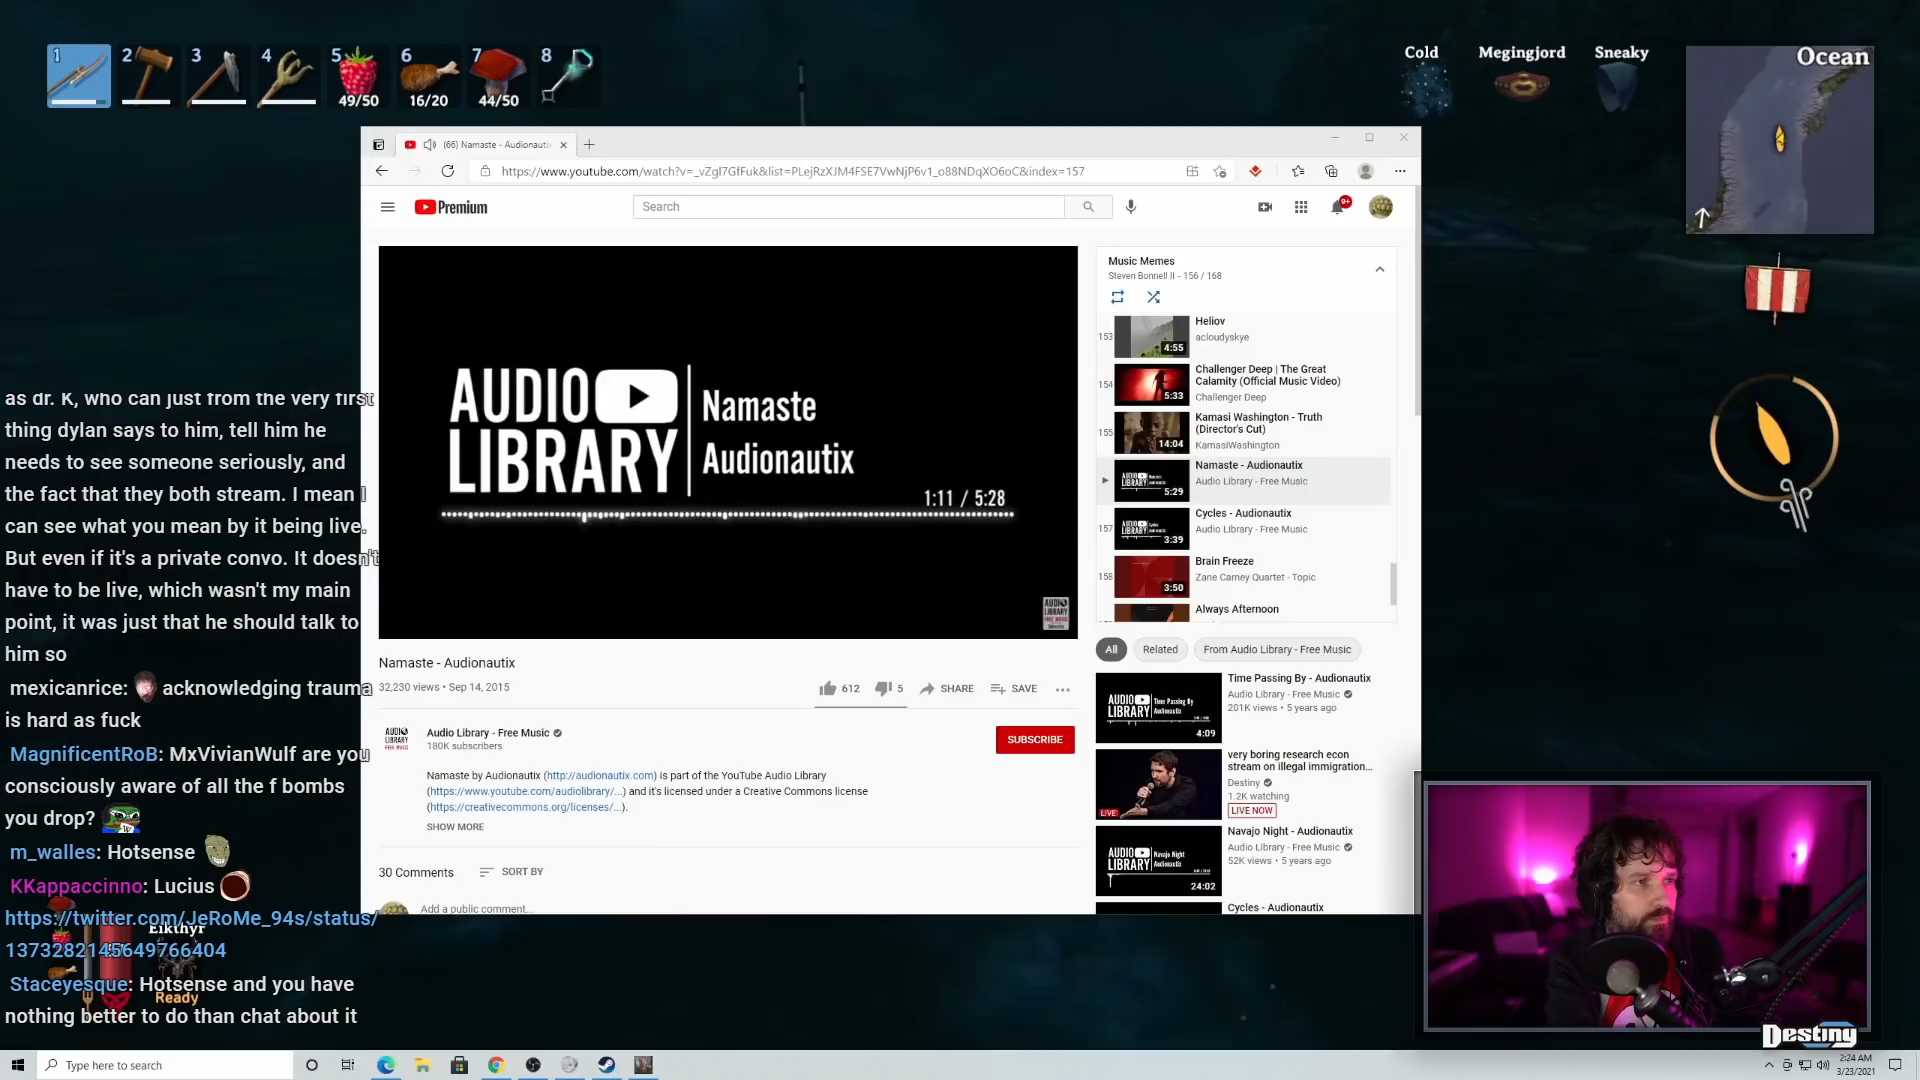 1
2
3
4
5
6
7
8
49/50
16/20
44/50
Cold
Megingjord
Sneaky
Ocean
(66) Namaste - Audionautix
https://www.youtube.com/watch?v=_vZgl7GfFuk&list=PLejRzXJM4FSE7VwNjP6v1_o88NDqXO6oC&index=157
Premium
Search
9+
AUDIO
LIBRARY
Namaste
Audionautix
1:11 / 5:28
Namaste - Audionautix
32,230 views • Sep 14, 2015
612
5
SHARE
SAVE
Audio Library - Free Music
180K subscribers
SUBSCRIBE
Namaste by Audionautix (http://audionautix.com) is part of the YouTube Audio Library
(https://www.youtube.com/audiolibrary/...) and it's licensed under a Creative Commons license
(https://creativecommons.org/licenses/...).
SHOW MORE
30 Comments
SORT BY
Add a public comment...
Music Memes
Steven Bonnell II - 156 / 168
153
4:55
Heliov
acloudyskye
154
5:33
Challenger Deep | The Great
Calamity (Official Music Video)
Challenger Deep
155
14:04
Kamasi Washington - Truth
(Director's Cut)
KamasiWashington
5:29
Namaste - Audionautix
Audio Library - Free Music
157
3:39
Cycles - Audionautix
Audio Library - Free Music
158
3:50
Brain Freeze
Zane Carney Quartet - Topic
Always Afternoon
All
Related
From Audio Library - Free Music
AUDIO
LIBRARY
Time Passing By
Audionautix
4:09
Time Passing By - Audionautix
Audio Library - Free Music
201K views • 5 years ago
LIVE
very boring research econ
stream on illegal immigration...
Destiny
1.2K watching
LIVE NOW
AUDIO
LIBRARY
Navajo Night
Audionautix
24:02
Navajo Night - Audionautix
Audio Library - Free Music
52K views • 5 years ago
Cycles - Audionautix
as dr. K, who can just from the very first
thing dylan says to him, tell him he
needs to see someone seriously, and
the fact that they both stream. I mean I
can see what you mean by it being live.
But even if it's a private convo. It doesn't
have to be live, which wasn't my main
point, it was just that he should talk to
him so
mexicanrice: acknowledging trauma
is hard as fuck
MagnificentRoB: MxVivianWulf are you
consciously aware of all the f bombs
you drop?
m_walles: Hotsense
KKappaccinno: Lucius
https://twitter.com/JeRoMe_94s/status/
1373282145649766404
Eikthyr
Staceyesque: Hotsense and you have
Ready
nothing better to do than chat about it
Destiny
Type here to search
2:24 AM
3/23/2021